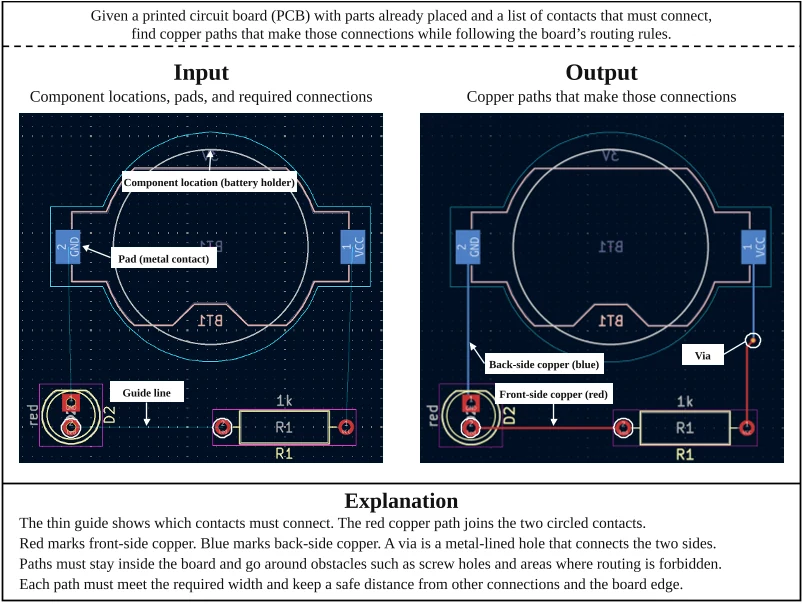 Given a printed circuit board (PCB) with parts already placed and a list of contacts that must connect,
find copper paths that make those connections while following the board’s routing rules.
Input
Component locations, pads, and required connections
3V
Component location (battery holder)
2
GND
BT1
1
VCC
Pad (metal contact)
BT1
Guide line
red
D2
1k
R1
R1
Output
Copper paths that make those connections
3V
2
GND
BT1
1
VCC
BT1
Via
Back-side copper (blue)
Front-side copper (red)
red
D2
1k
R1
R1
Explanation
The thin guide shows which contacts must connect. The red copper path joins the two circled contacts.
Red marks front-side copper. Blue marks back-side copper. A via is a metal-lined hole that connects the two sides.
Paths must stay inside the board and go around obstacles such as screw holes and areas where routing is forbidden.
Each path must meet the required width and keep a safe distance from other connections and the board edge.